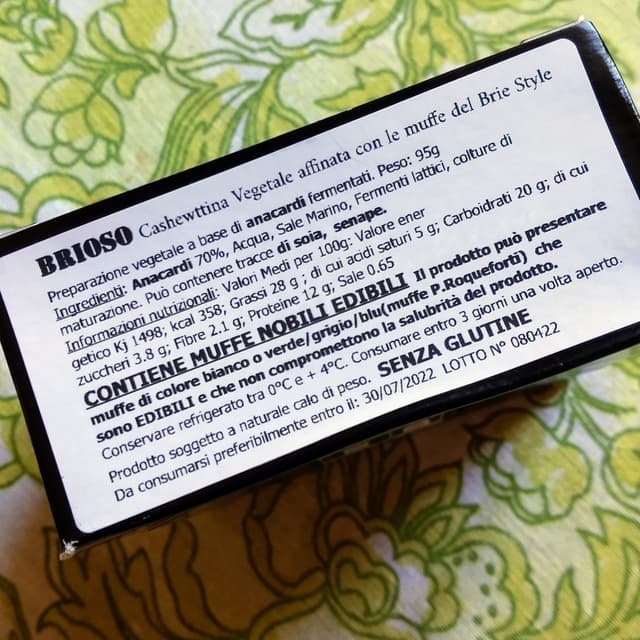 BRIOSO Cashewttina Vegetale affinata con le muffe del Brie Style
Preparazione vegetale a base di anacardi fermentati. Peso: 95g
Ingredienti: Anacardi 70%, Acqua, Sale Marino, Fermenti lattici, colture di
maturazione. Può contenere tracce di soia, senape.
Informazioni nutrizionali: Valori Medi per 100g: Valore ener
getico Kj 1498; kcal 358; Grassi 28 g ; di cui acidi saturi 5 g; Carboidrati 20 g; di cui
zuccheri 3.8 g; Fibre 2.1 g; Proteine 12 g; Sale 0.65
CONTIENE MUFFE NOBILI EDIBILI Il prodotto può presentare
muffe di colore bianco o verde/grigio/blu(muffe P.Roqueforti) che
sono EDIBILI e che non compromettono la salubrità del prodotto.
Conservare refrigerato tra 0°C e + 4°C. Consumare entro 3 giorni una volta aperto.
Prodotto soggetto a naturale calo di peso. SENZA GLUTINE
Da consumarsi preferibilmente entro il: 30/07/2022 LOTTO N° 080422